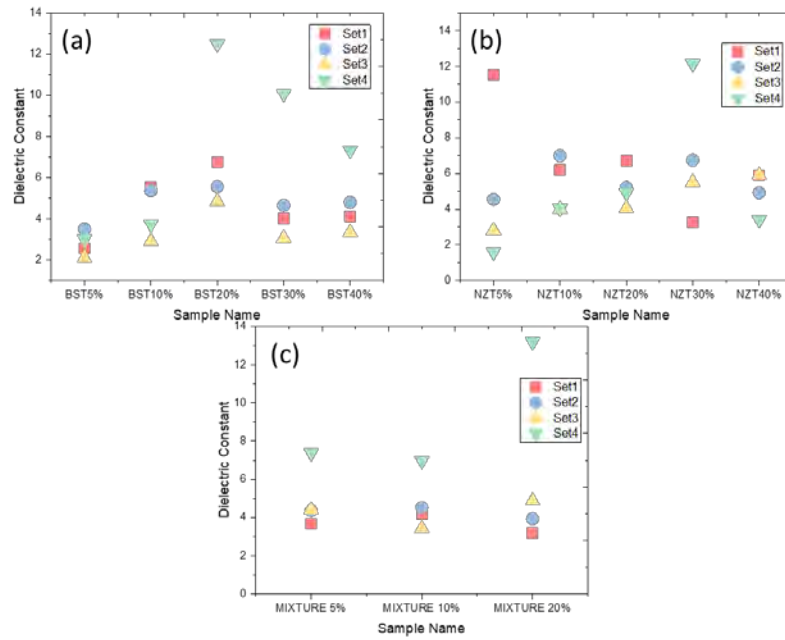 (a)
Set1
Set2
Set3
Set4
14
12
10
8
6
4
2
Dielectric Constant
BST5% BST10% BST20% BST30% BST40%
Sample Name
(b)
Set1
Set2
Set3
Set4
14
12
10
8
6
4
2
0
Dielectric Constant
NZT5% NZT10% NZT20% NZT30% NZT40%
Sample Name
(c)
Set1
Set2
Set3
Set4
14
12
10
8
6
4
2
0
Dielectric Constant
MIXTURE 5% MIXTURE 10% MIXTURE 20%
Sample Name